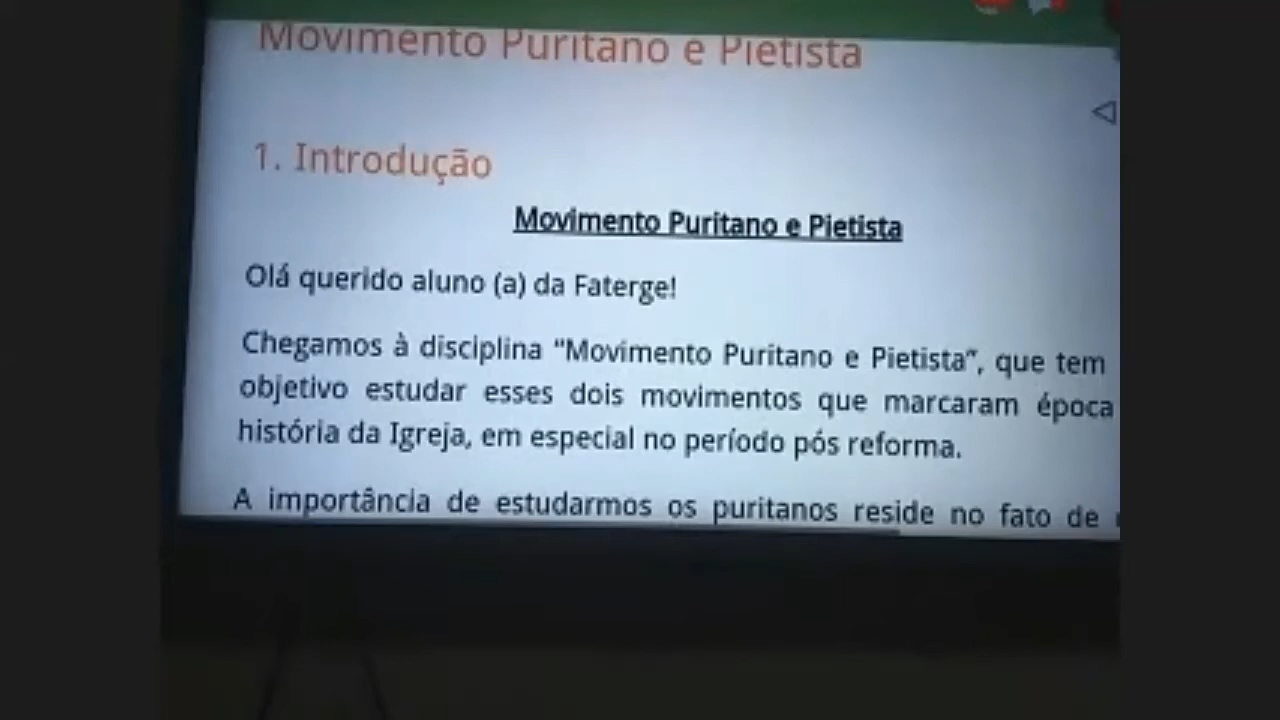 Movimento Puritano e Pietista
1. Introdução
Movimento Puritano e Pietista
Olá querido aluno (a) da Faterge!
Chegamos à disciplina “Movimento Puritano e Pietista”, que tem
objetivo estudar esses dois movimentos que marcaram época
história da Igreja, em especial no período pós reforma.
A importância de estudarmos os puritanos reside no fato de